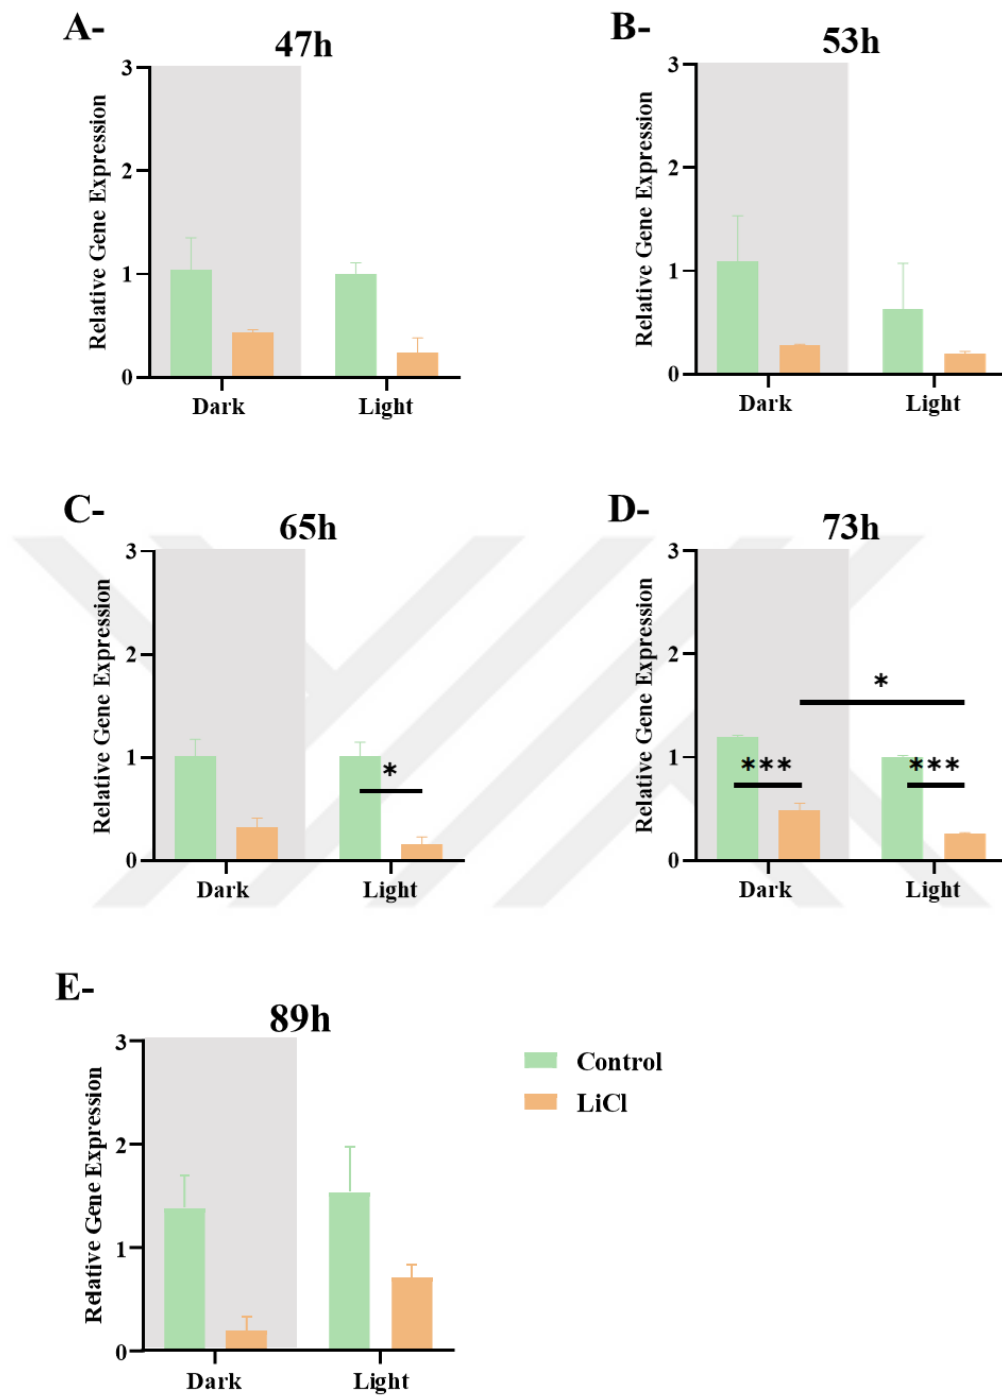 A-
47h
Relative Gene Expression
3
2
1
0
Dark
Light
B-
53h
Relative Gene Expression
3
2
1
0
Dark
Light
C-
65h
Relative Gene Expression
3
2
1
0
*
Dark
Light
D-
73h
Relative Gene Expression
3
2
1
0
*
***
***
Dark
Light
E-
89h
Relative Gene Expression
3
2
1
0
Dark
Light
Control
LiCl